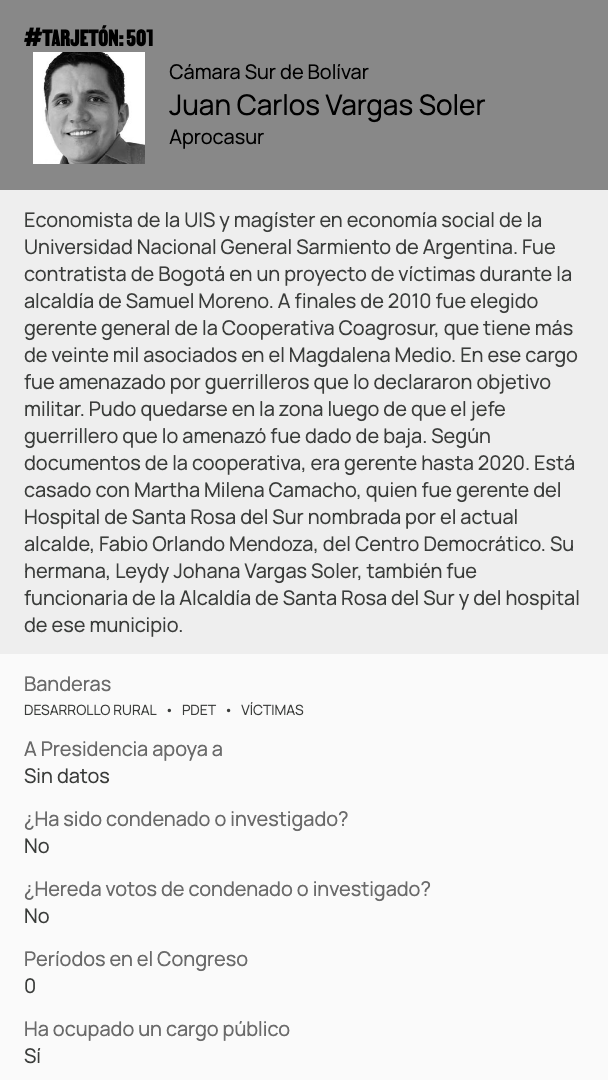 #TARJETÓN: 501
Cámara Sur de Bolívar
Juan Carlos Vargas Soler
Aprocasur
Economista de la UIS y magíster en economía social de la
Universidad Nacional General Sarmiento de Argentina. Fue
contratista de Bogotá en un proyecto de víctimas durante la
alcaldía de Samuel Moreno. A finales de 2010 fue elegido
gerente general de la Cooperativa Coagrosur, que tiene más
de veinte mil asociados en el Magdalena Medio. En ese cargo
fue amenazado por guerrilleros que lo declararon objetivo
militar. Pudo quedarse en la zona luego de que el jefe
guerrillero que lo amenazó fue dado de baja. Según
documentos de la cooperativa, era gerente hasta 2020. Está
casado con Martha Milena Camacho, quien fue gerente del
Hospital de Santa Rosa del Sur nombrada por el actual
alcalde, Fabio Orlando Mendoza, del Centro Democrático. Su
hermana, Leydy Johana Vargas Soler, también fue
funcionaria de la Alcaldía de Santa Rosa del Sur y del hospital
de ese municipio.
Banderas
DESARROLLO RURAL • PDET • VÍCTIMAS
A Presidencia apoya a
Sin datos
¿Ha sido condenado o investigado?
No
¿Hereda votos de condenado o investigado?
No
Períodos en el Congreso
0
Ha ocupado un cargo público
Sí